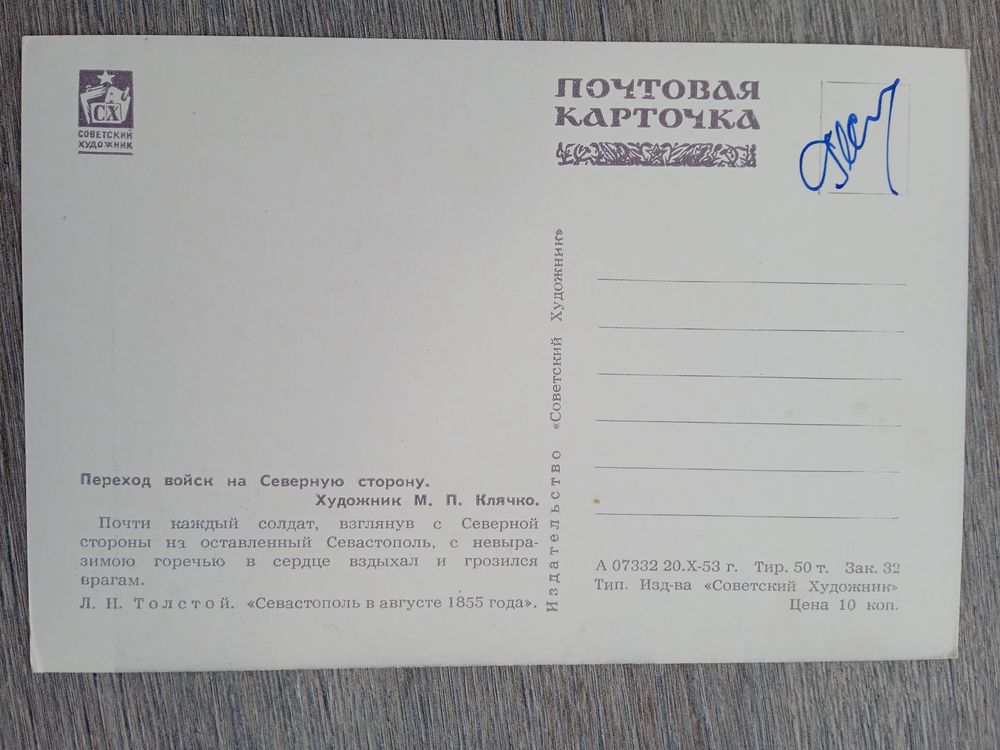 СХ
СОВЕТСКИЙ
ХУДОЖНИК
ПОЧТОВАЯ
КАРТОЧКА
Переход войск на Северную сторону.
Художник М. П. Клячко.
Почти каждый солдат, взглянув с Северной
стороны на оставленный Севастополь, с невыра-
зимою горечью в сердце вздыхал и грозился
врагам.
Л. Н. Толстой. «Севастополь в августе 1855 года».
Издательство «Советский Художник»
А 07332 20.X-53 г. Тир. 50 т. Зак. 32
Тип. Изд-ва «Советский Художник»
Цена 10 коп.